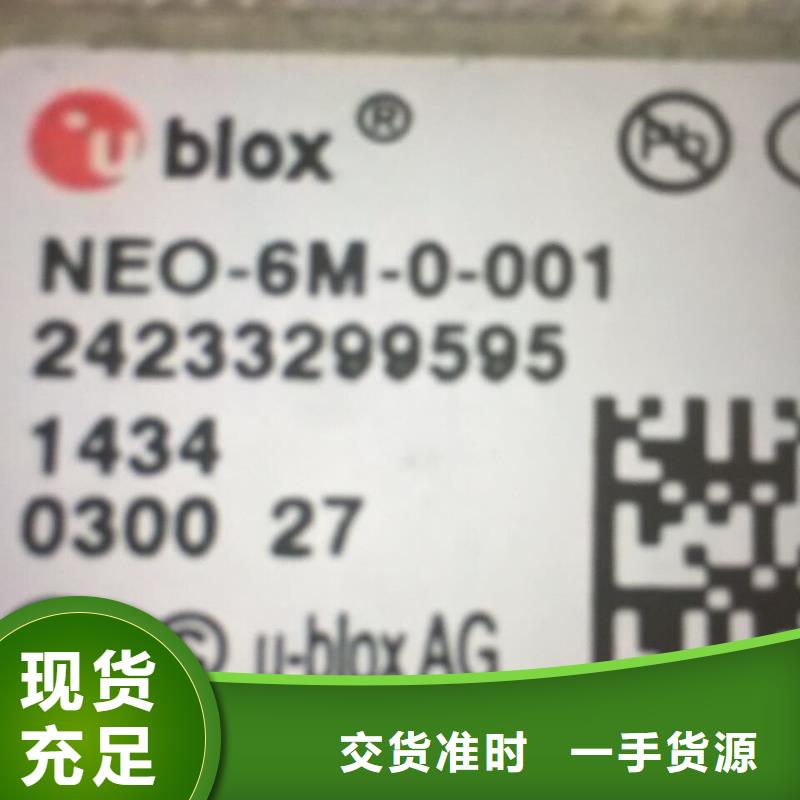 u blox ®
Pb
NEO-6M-0-001
24233299595
1434
0300 27
© u-blox AG
现货
充足
交货准时 一手货源